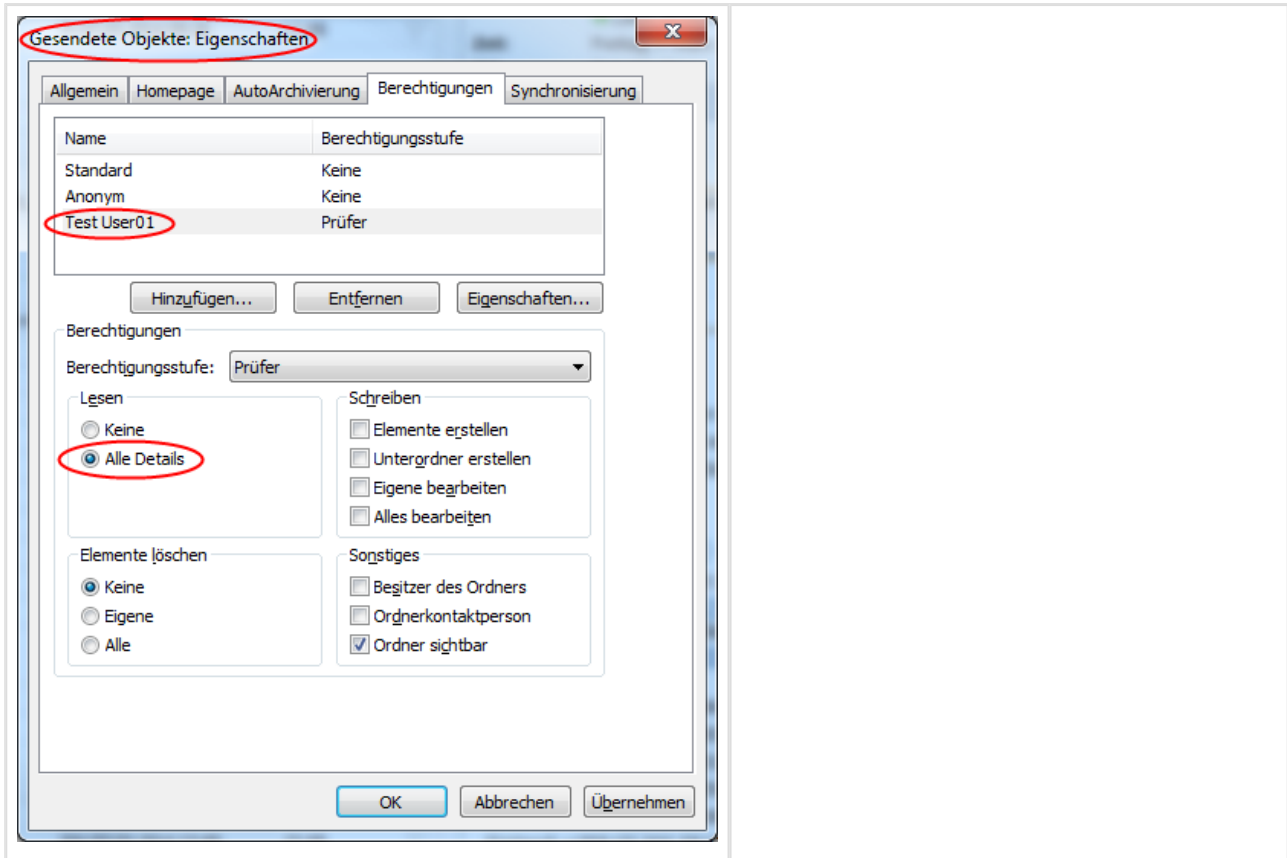 Gesendete Objekte: Eigenschaften
Allgemein Homepage AutoArchivierung Berechtigungen Synchronisierung
Name Berechtigungsstufe
Standard Keine
Anonym Keine
Test User01 Prüfer
Hinzufügen... Entfernen Eigenschaften...
Berechtigungen
Berechtigungsstufe: Prüfer
Lesen
Keine
Alle Details
Schreiben
Elemente erstellen
Unterordner erstellen
Eigene bearbeiten
Alles bearbeiten
Elemente löschen
Keine
Eigene
Alle
Sonstiges
Besitzer des Ordners
Ordnerkontaktperson
Ordner sichtbar
OK Abbrechen Übernehmen